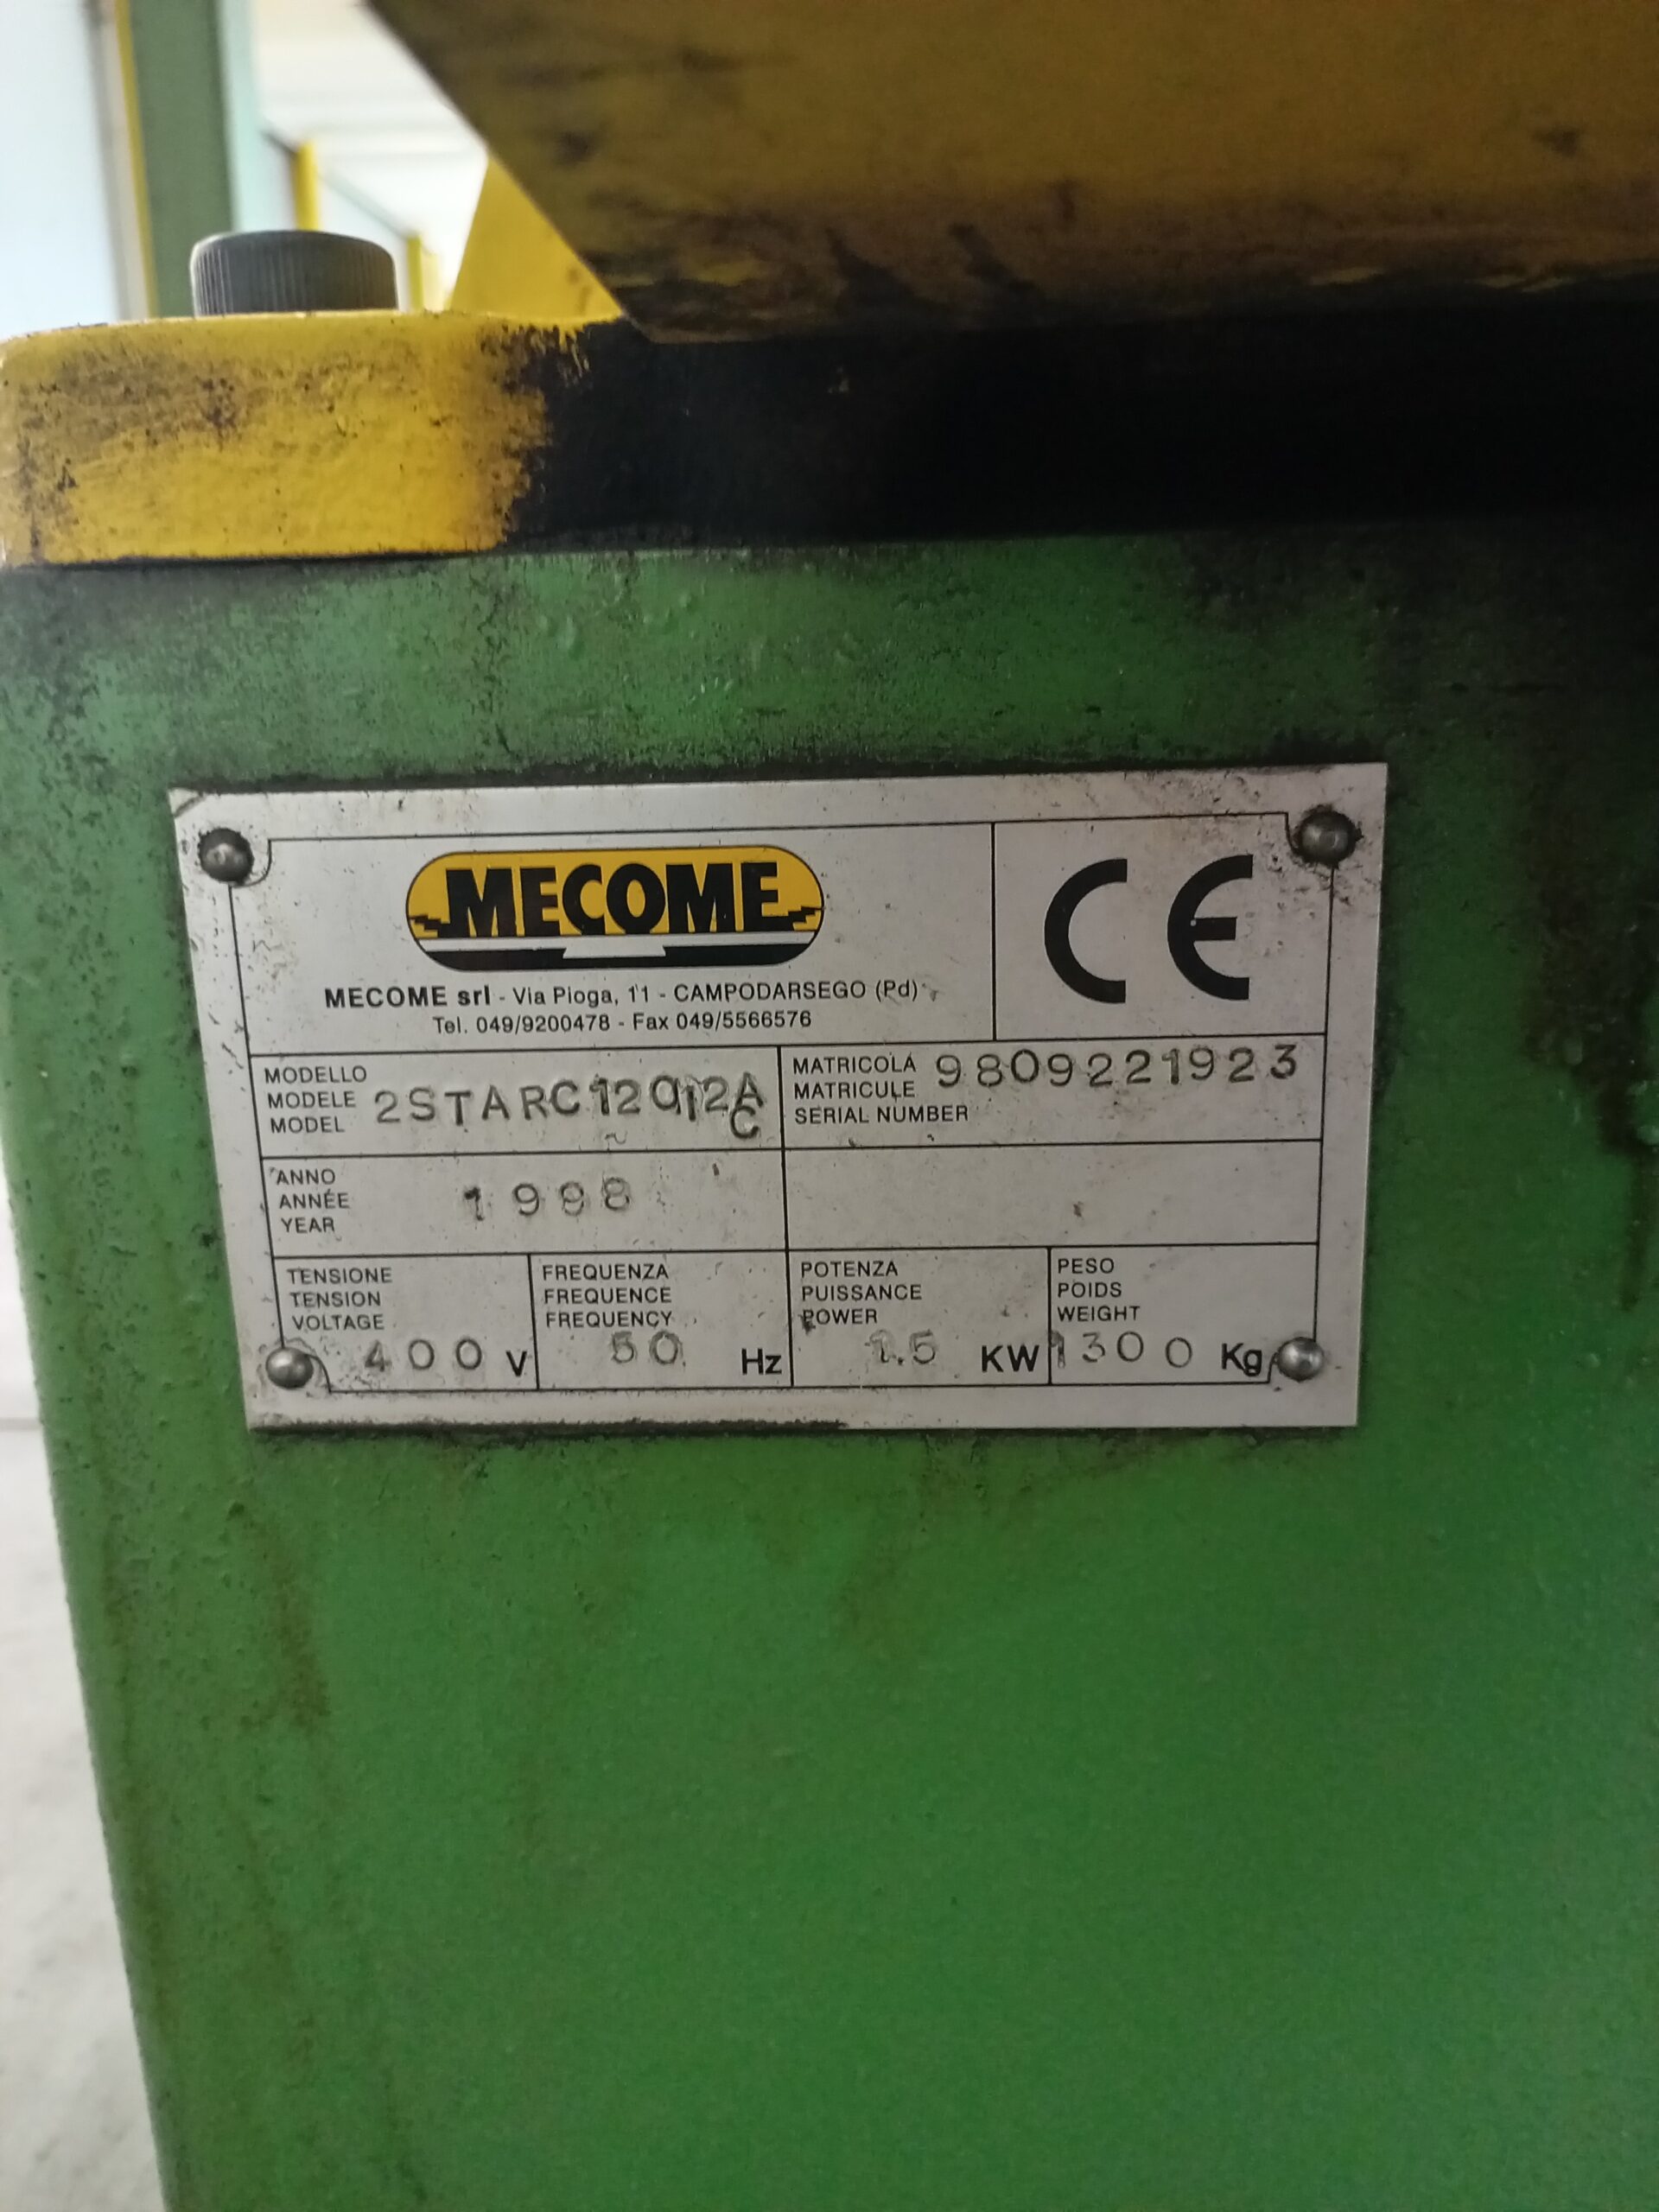 MECOME
CE
MECOME srl - Via Pioga, 11 - CAMPODARSEGO (Pd)
Tel. 049/9200478 - Fax 049/5566576
MODELLO
MODELE
MODEL
MATRICOLA 9809221923
MATRICULE
SERIAL NUMBER
ANNO
ANNÉE 1998
YEAR
TENSIONE
TENSION
VOLTAGE
400 V
FREQUENZA
FREQUENCE
FREQUENCY
50 Hz
POTENZA
PUISSANCE
POWER
1.5 KW
PESO
POIDS
WEIGHT
1300 Kg